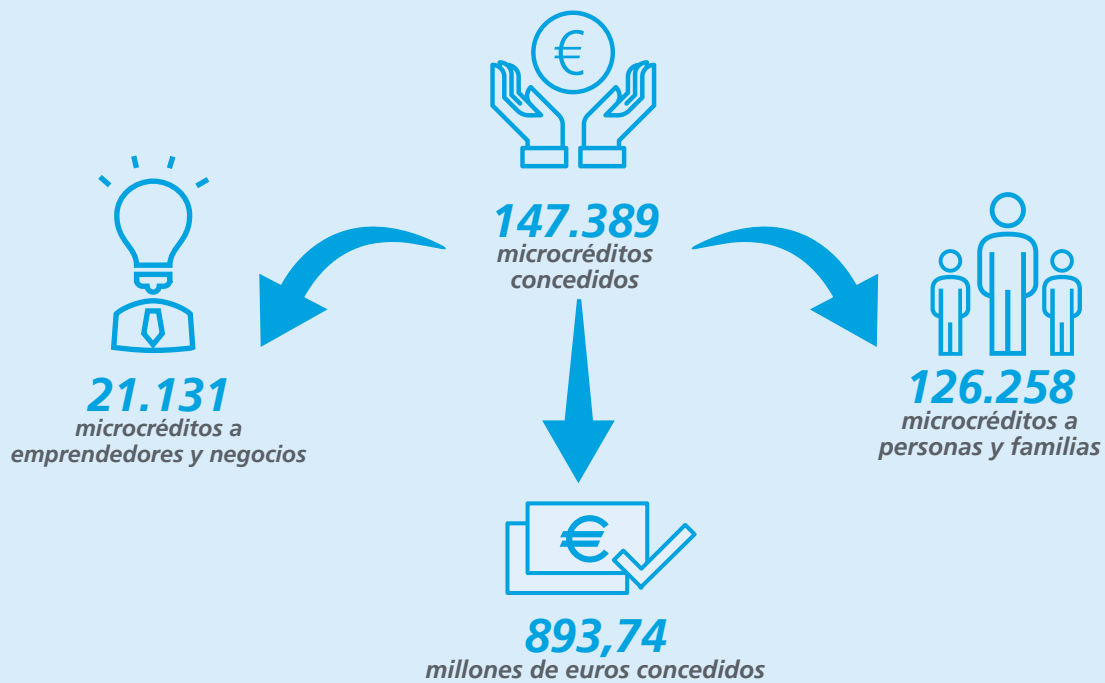 €
147.389
microcréditos
concedidos
21.131
microcréditos a
emprendedores y negocios
126.258
microcréditos a
personas y familias
€
893,74
millones de euros concedidos